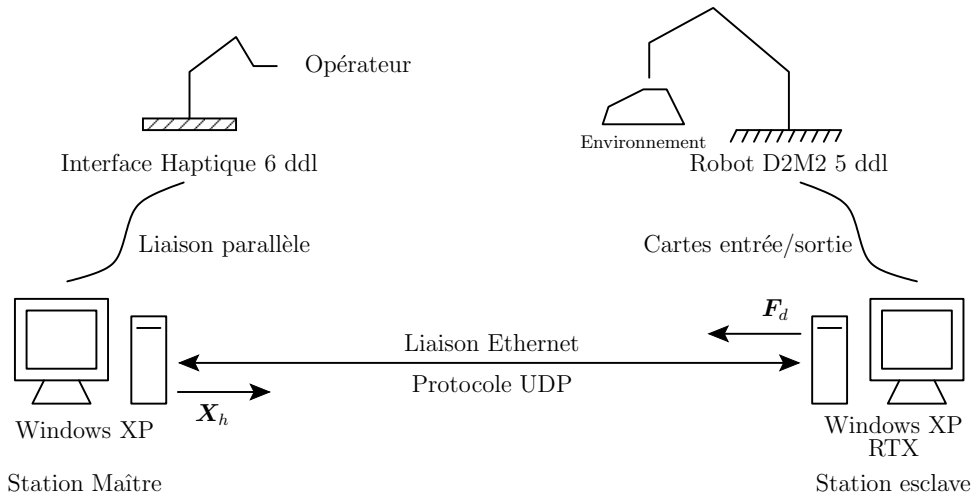 Opérateur
Environnement
Interface Haptique 6 ddl
Robot D2M2 5 ddl
Liaison parallèle
Cartes entrée/sortie
F_d
Liaison Ethernet
Protocole UDP
X_h
Windows XP
Windows XP
RTX
Station Maître
Station esclave